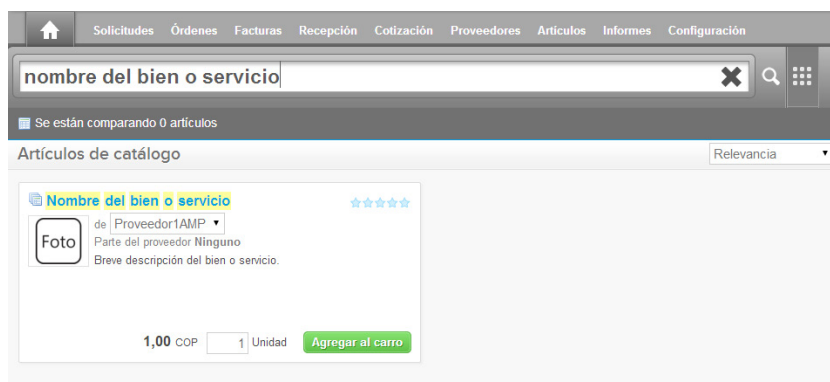 Solicitudes Órdenes Facturas Recepción Cotización Proveedores Articulos Informes Configuración
nombre del bien o servicio
Se están comparando 0 artículos
Artículos de catálogo Relevancia
Nombre del bien o servicio
de Proveedor1AMP
Foto
Parte del proveedor Ninguno
Breve descripción del bien o servicio.
1,00 COP 1 Unidad Agregar al carro